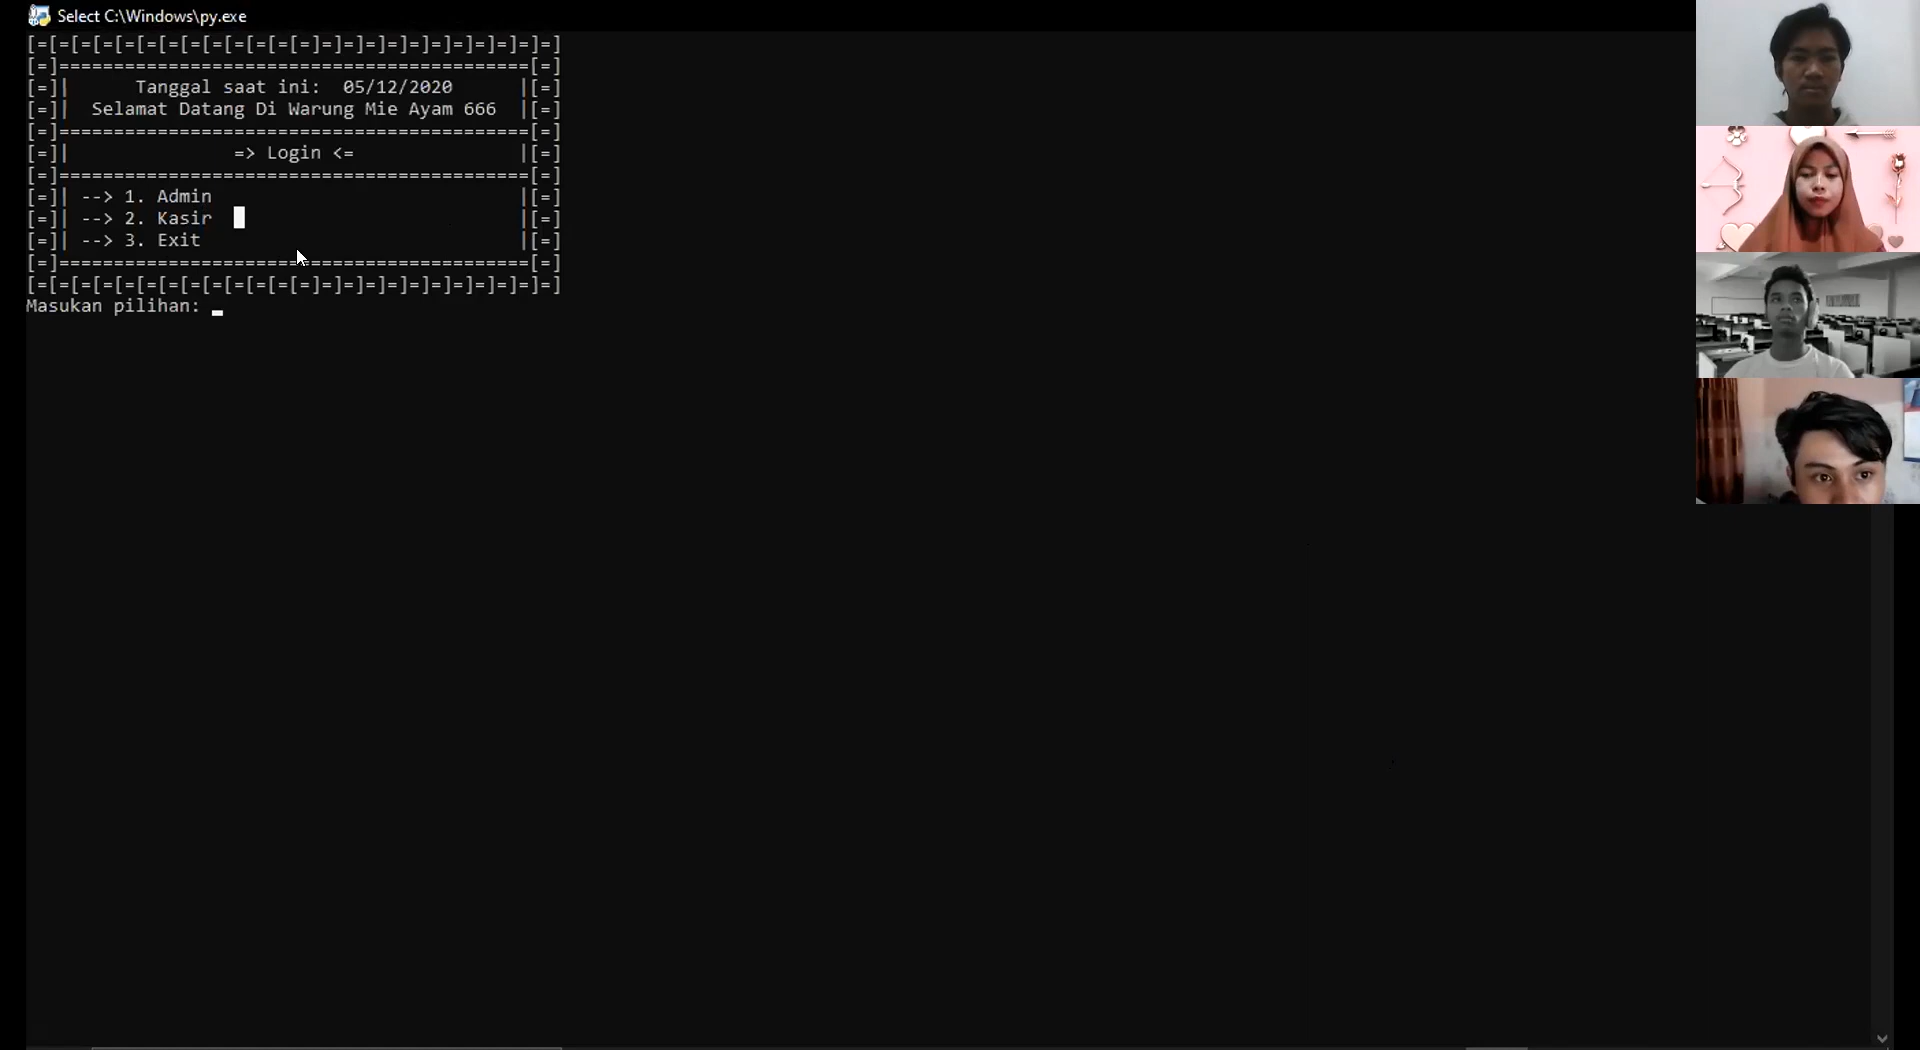 Select C:\Windows\py.exe
[=[=[=[=[=[=[=[=[=[=[=[=[=]=]=]=]=]=]=]=]=]=]=]=]
[=]===========================================[=]
[=]|      Tanggal saat ini:  05/12/2020      |[=]
[=]|  Selamat Datang Di Warung Mie Ayam 666  |[=]
[=]===========================================[=]
[=]|               => Login <=               |[=]
[=]===========================================[=]
[=]| --> 1. Admin                            |[=]
[=]| --> 2. Kasir                            |[=]
[=]| --> 3. Exit                             |[=]
[=]===========================================[=]
[=[=[=[=[=[=[=[=[=[=[=[=[=]=]=]=]=]=]=]=]=]=]=]=]
Masukan pilihan: